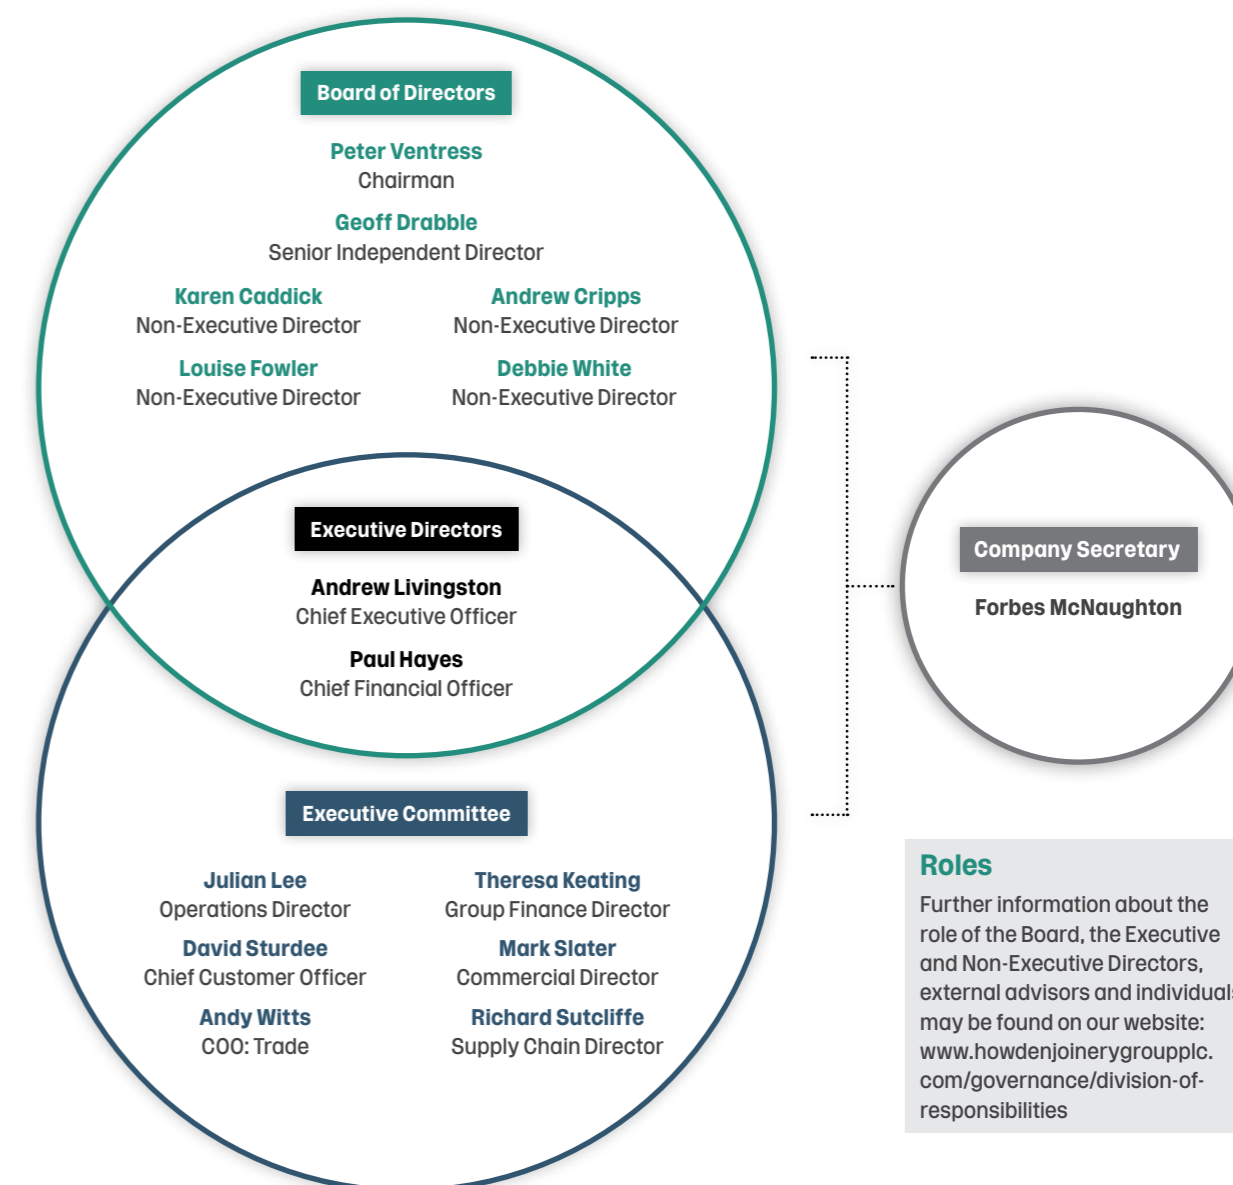 Board of Directors
Peter Ventress
Chairman
Geoff Drabble
Senior Independent Director
Karen Caddick
Non-Executive Director
Andrew Cripps
Non-Executive Director
Louise Fowler
Non-Executive Director
Debbie White
Non-Executive Director
Executive Directors
Andrew Livingston
Chief Executive Officer
Paul Hayes
Chief Financial Officer
Executive Committee
Julian Lee
Operations Director
Theresa Keating
Group Finance Director
David Sturdee
Chief Customer Officer
Mark Slater
Commercial Director
Andy Witts
COO: Trade
Richard Sutcliffe
Supply Chain Director
Company Secretary
Forbes McNaughton
Roles
Further information about the
role of the Board, the Executive
and Non-Executive Directors,
external advisors and individuals
may be found on our website:
www.howdenjoinerygroupplc.
com/governance/division-of-
responsibilities